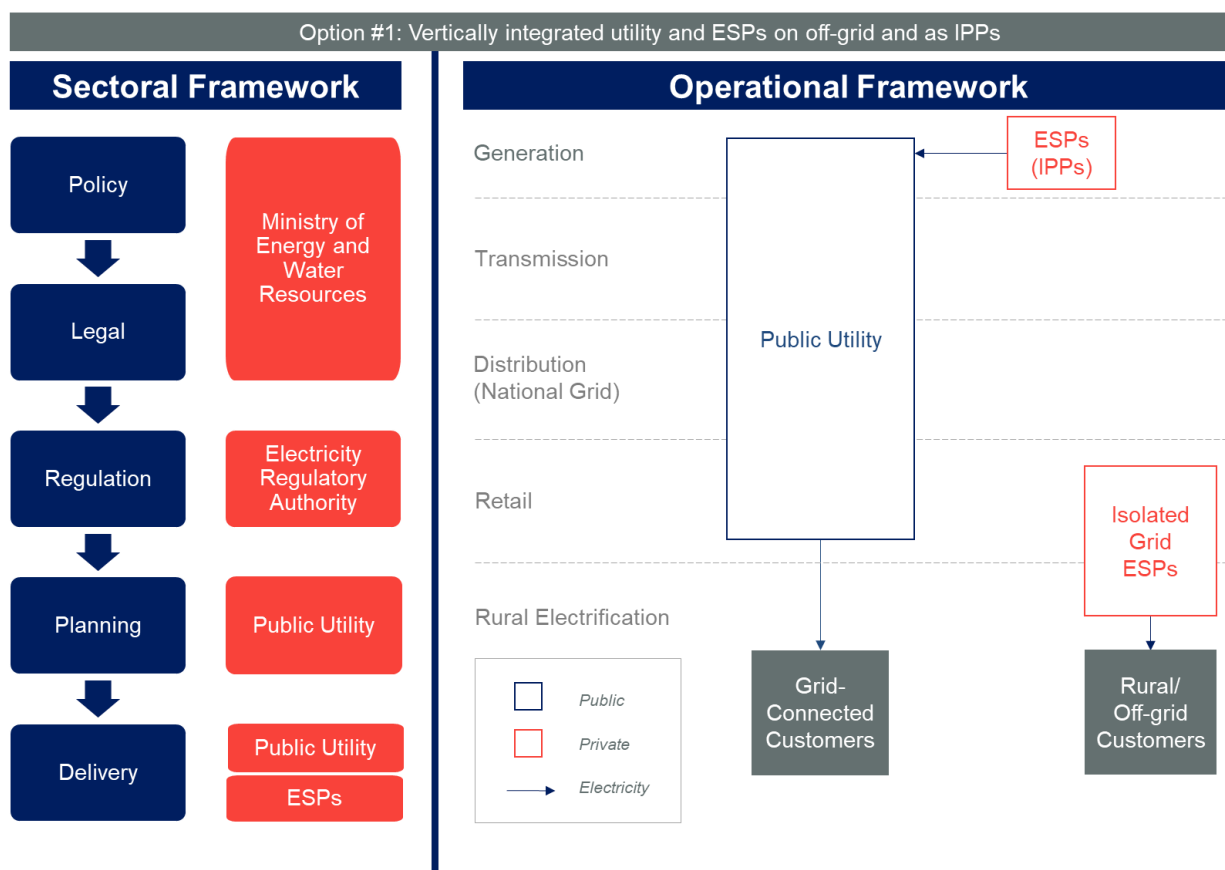 Option #1: Vertically integrated utility and ESPs on off-grid and as IPPs
Sectoral Framework
Policy
Legal
Regulation
Planning
Delivery
Ministry of
Energy and
Water
Resources
Electricity
Regulatory
Authority
Public Utility
Public Utility
ESPs
Operational Framework
Generation
Transmission
Distribution
(National Grid)
Retail
Rural Electrification
ESPs
(IPPs)
Public Utility
Isolated
Grid
ESPs
Public
Private
Electricity
Grid-
Connected
Customers
Rural/
Off-grid
Customers